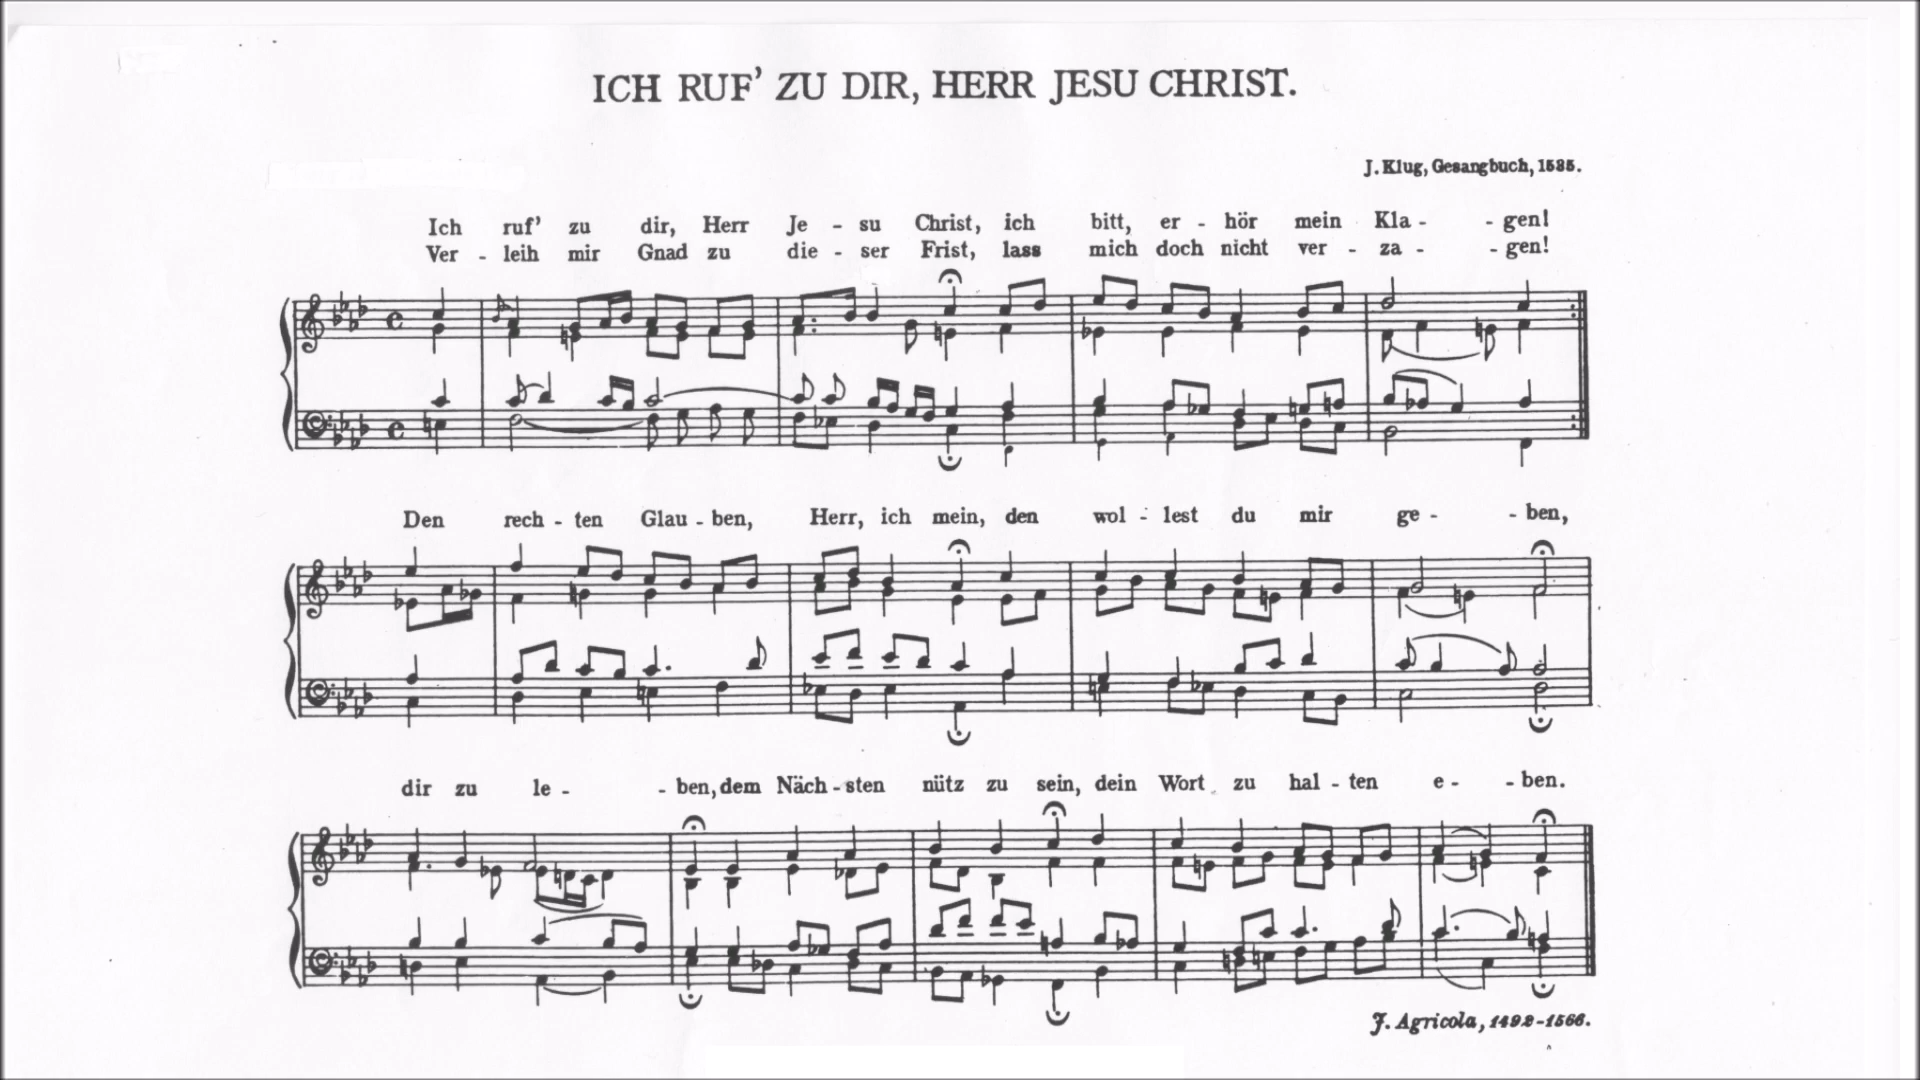 ICH RUF' ZU DIR, HERR JESU CHRIST.
J. Klug, Gesangbuch, 1535.
Ich ruf' zu dir, Herr Je - su Christ, ich bitt, er - hör mein Kla - - gen!
Ver - leih mir Gnad zu die - ser Frist, lass mich doch nicht ver - za - - gen!
Den rech - ten Glau - ben, Herr, ich mein, den wol - lest du mir ge - - ben,
dir zu le - - ben, dem Näch - sten nütz zu sein, dein Wort zu hal - ten e - - ben.
J. Agricola, 1492-1566.